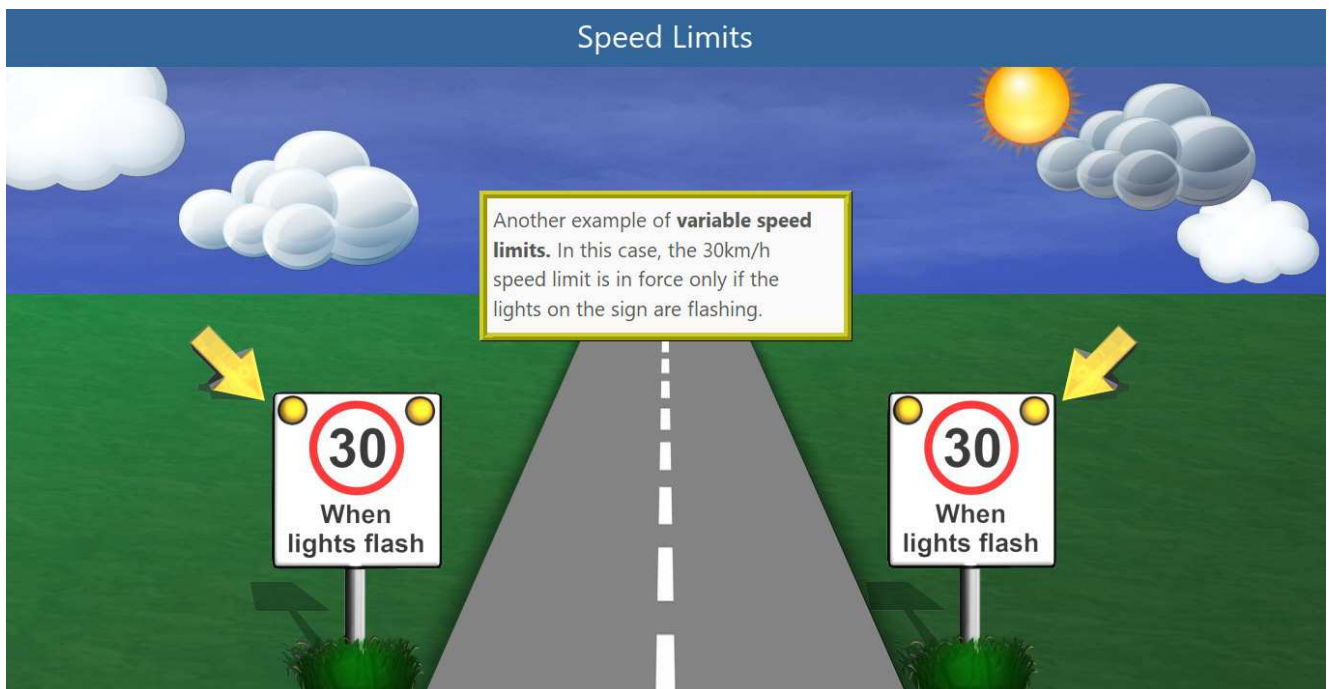 Speed Limits
Another example of variable speed
limits. In this case, the 30km/h
speed limit is in force only if the
lights on the sign are flashing.
30
When
lights flash
30
When
lights flash